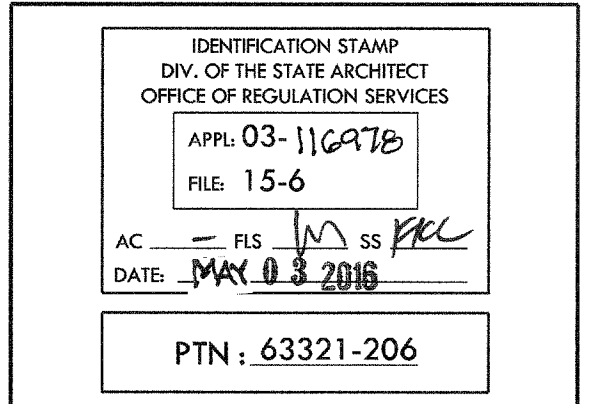 IDENTIFICATION STAMP
DIV. OF THE STATE ARCHITECT
OFFICE OF REGULATION SERVICES
APPL: 03-116978
FILE: 15-6
AC — FLS SS
DATE: MAY 03 2016
PTN : 63321-206